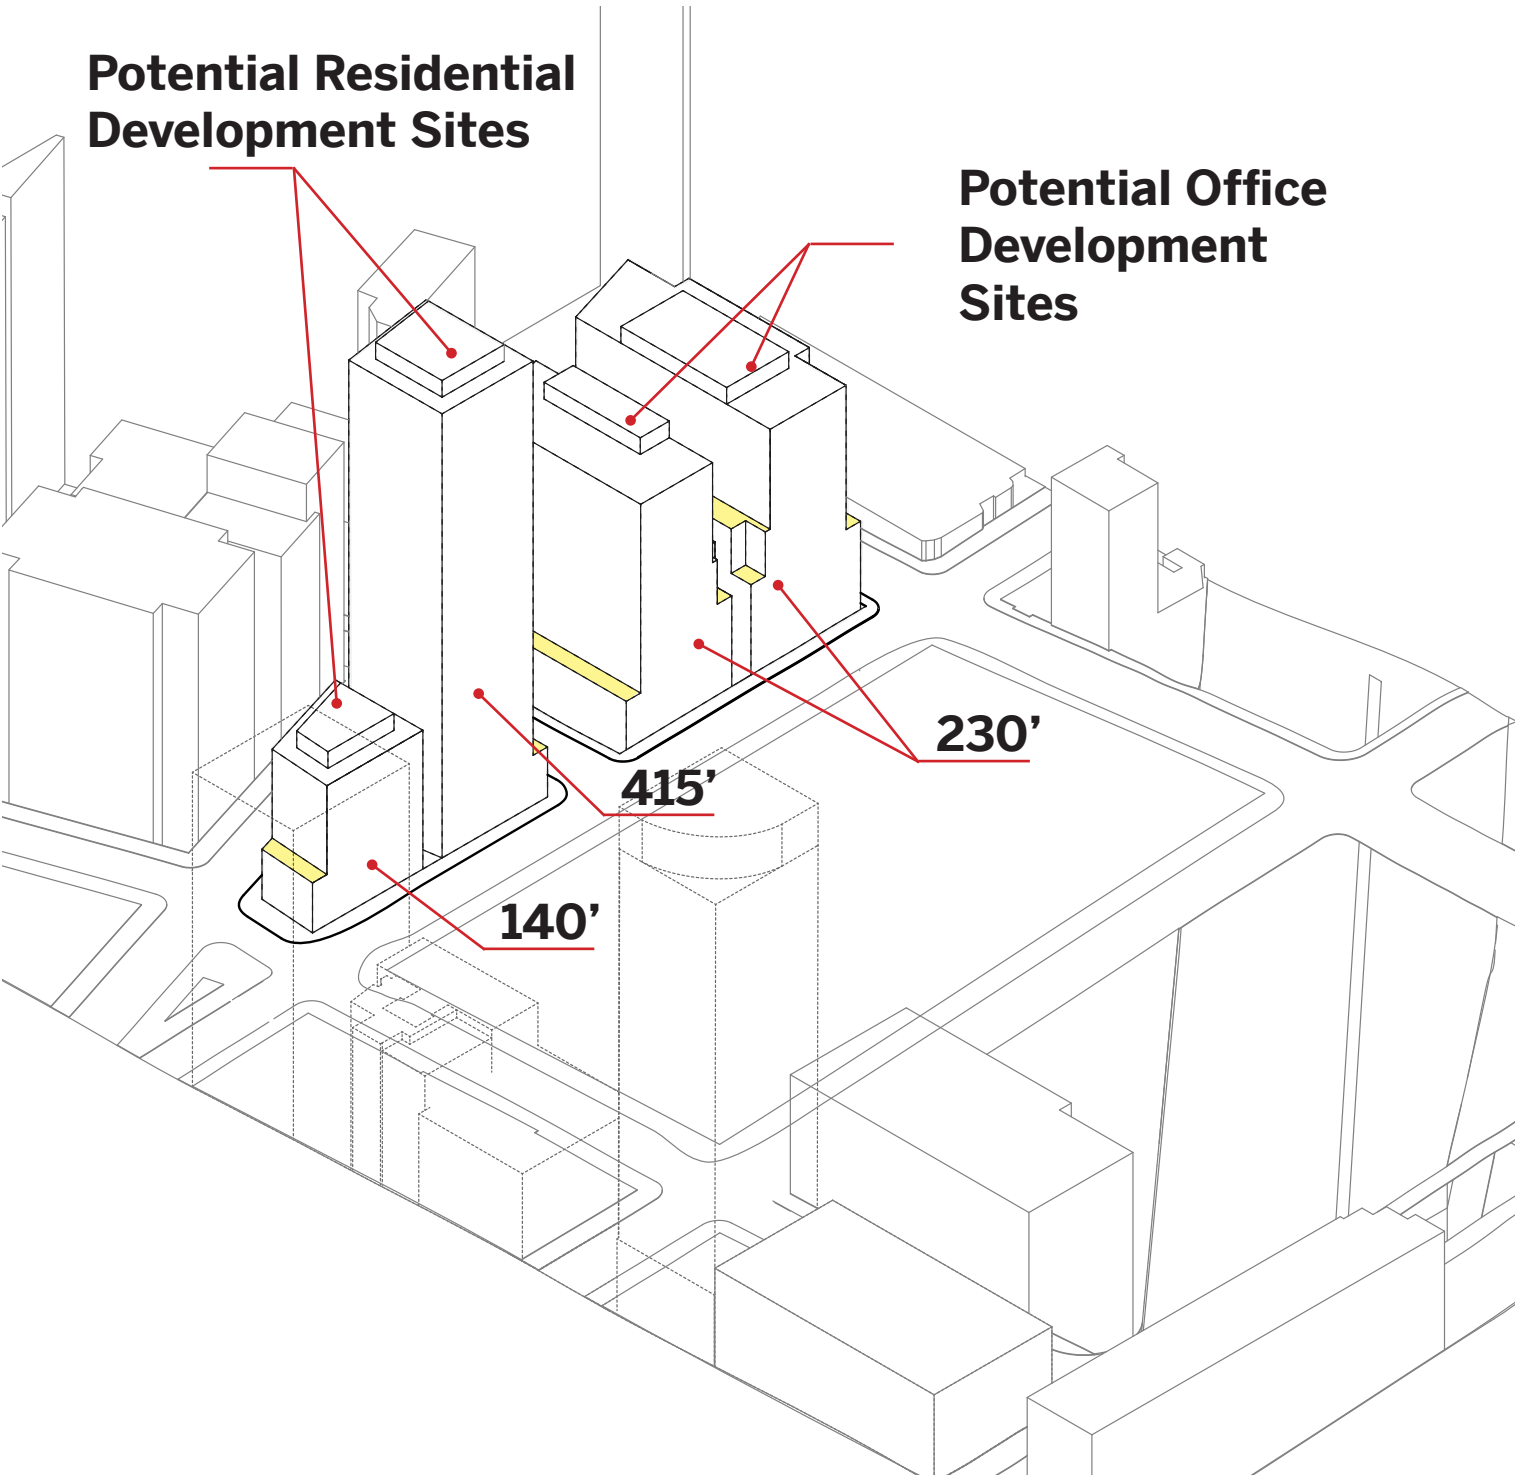 Potential Residential
Development Sites
Potential Office
Development
Sites
230’
415’
140’